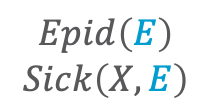 Epid(E)
Sick(X, E)